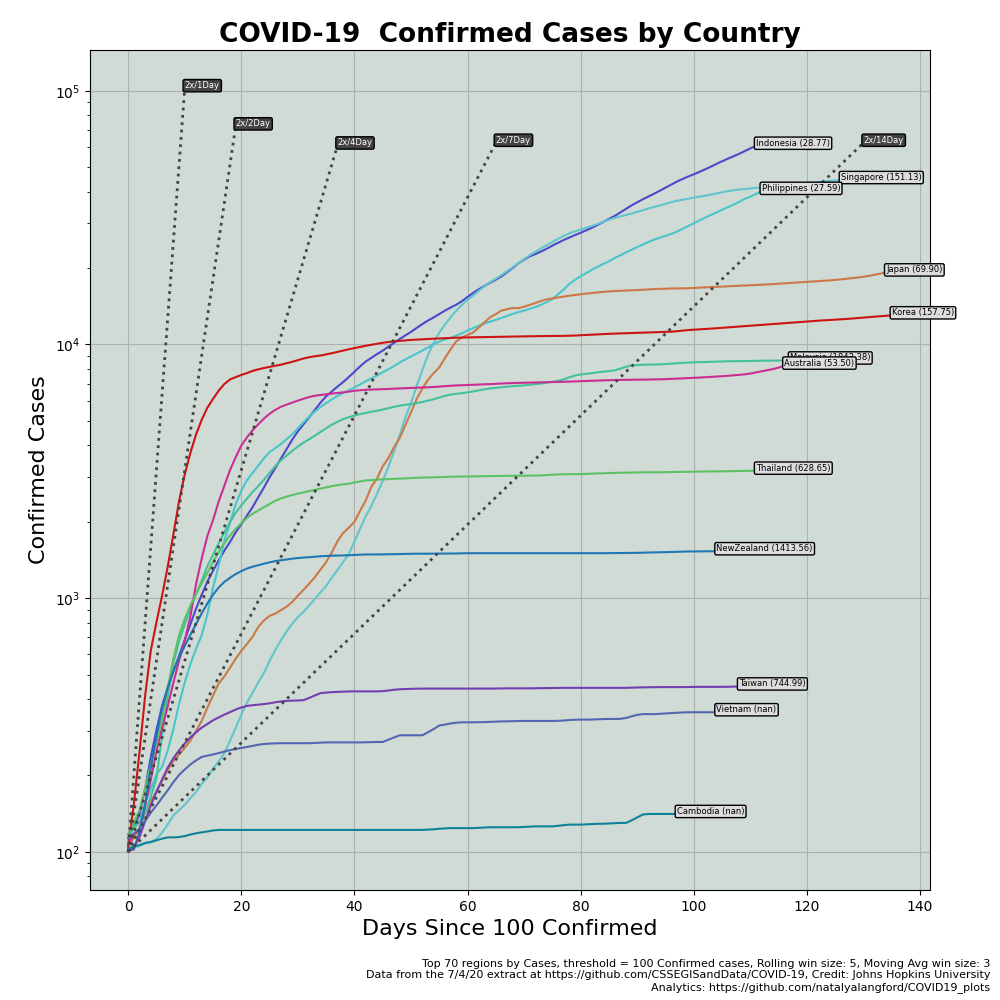 COVID-19  Confirmed Cases by Country
10^5
2x/1Day
2x/2Day
2x/4Day
2x/7Day
2x/14Day
Indonesia (28.77)
Singapore (151.13)
Philippines (27.59)
Japan (69.90)
Korea (157.75)
10^4
Australia (53.50)
Thailand (628.65)
NewZealand (1413.56)
10^3
Taiwan (744.99)
Vietnam (nan)
Cambodia (nan)
10^2
Confirmed Cases
0 20 40 60 80 100 120 140
Days Since 100 Confirmed
Top 70 regions by Cases, threshold = 100 Confirmed cases, Rolling win size: 5, Moving Avg win size: 3
Data from the 7/4/20 extract at https://github.com/CSSEGISandData/COVID-19, Credit: Johns Hopkins University
Analytics: https://github.com/natalyalangford/COVID19_plots